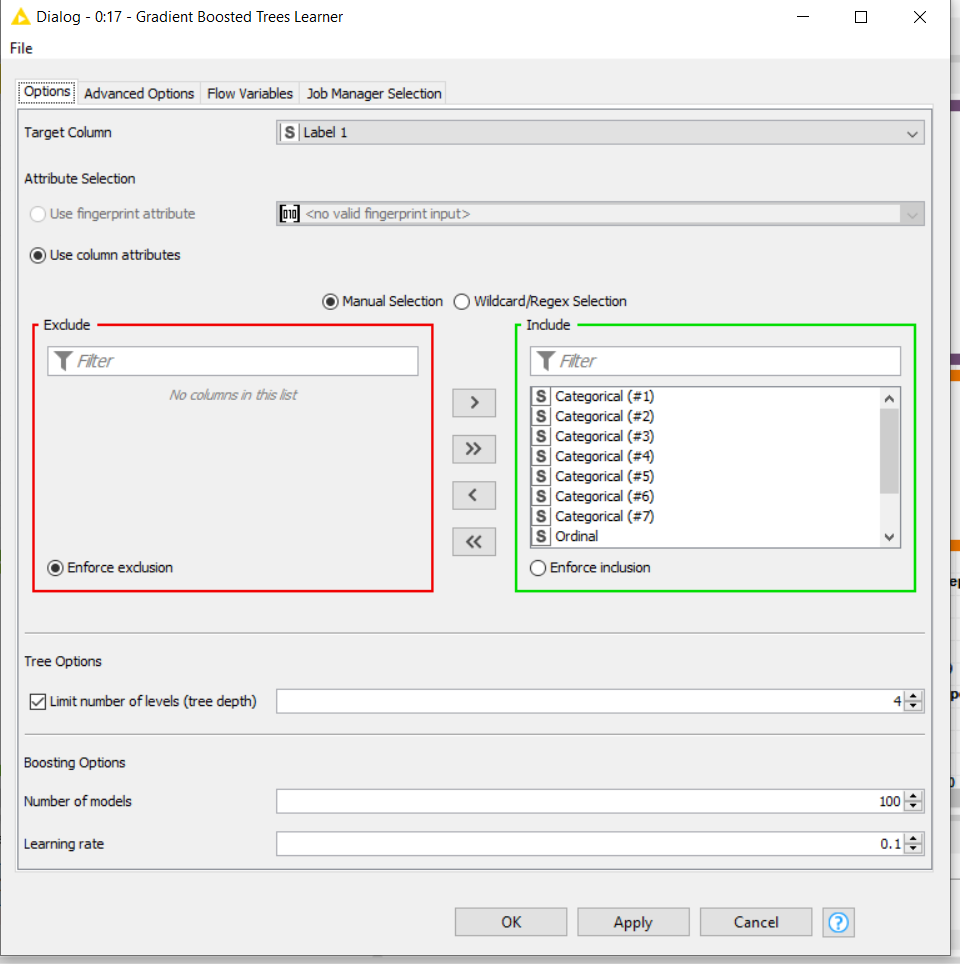 Dialog - 0:17 - Gradient Boosted Trees Learner
File
Options Advanced Options Flow Variables Job Manager Selection
Target Column S Label 1
Attribute Selection
Use fingerprint attribute 010 <no valid fingerprint input>
Use column attributes
Manual Selection Wildcard/Regex Selection
Exclude
Filter
No columns in this list
Enforce exclusion
>
>>
<
<<
Include
Filter
S Categorical (#1)
S Categorical (#2)
S Categorical (#3)
S Categorical (#4)
S Categorical (#5)
S Categorical (#6)
S Categorical (#7)
S Ordinal
Enforce inclusion
Tree Options
Limit number of levels (tree depth) 4
Boosting Options
Number of models 100
Learning rate 0.1
OK Apply Cancel ?